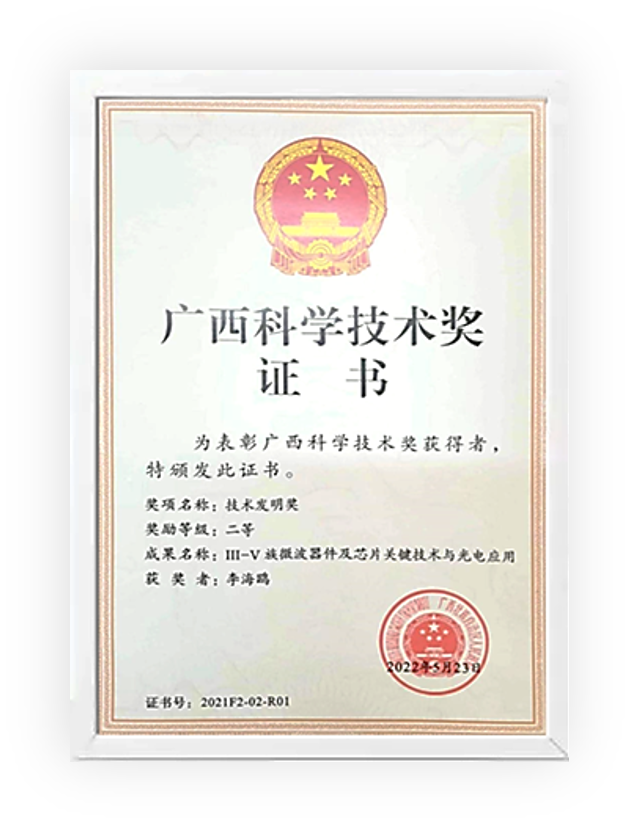 广西科学技术奖
证 书
为表彰广西科学技术奖获得者，
特颁发此证书。
奖项名称：技术发明奖
奖励等级：二等
成果名称：III-V 族微波器件及芯片关键技术与光电应用
获 奖 者：李海鸥
2022年5月23日
证书号：2021F2-02-R01